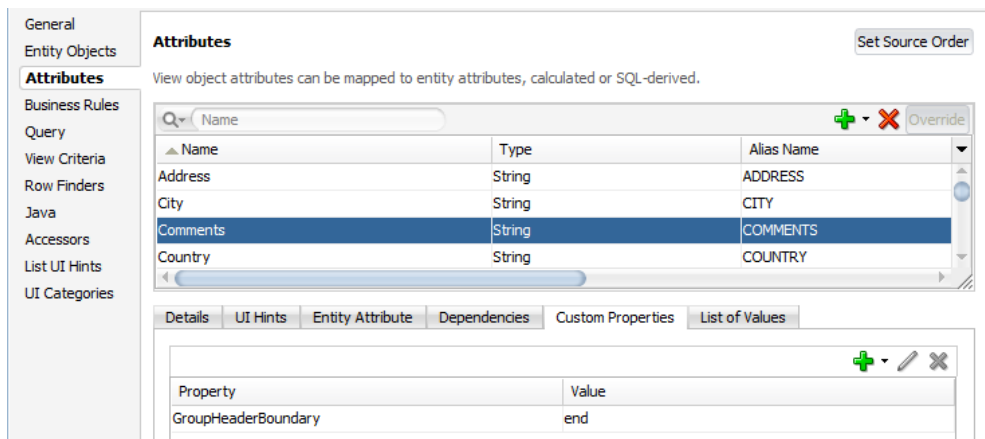 General
Entity Objects
Attributes
Business Rules
Query
View Criteria
Row Finders
Java
Accessors
List UI Hints
UI Categories
Attributes
Set Source Order
View object attributes can be mapped to entity attributes, calculated or SQL-derived.
Name
Override
Name Type Alias Name
Address String ADDRESS
City String CITY
Comments String COMMENTS
Country String COUNTRY
Details UI Hints Entity Attribute Dependencies Custom Properties List of Values
Property Value
GroupHeaderBoundary end